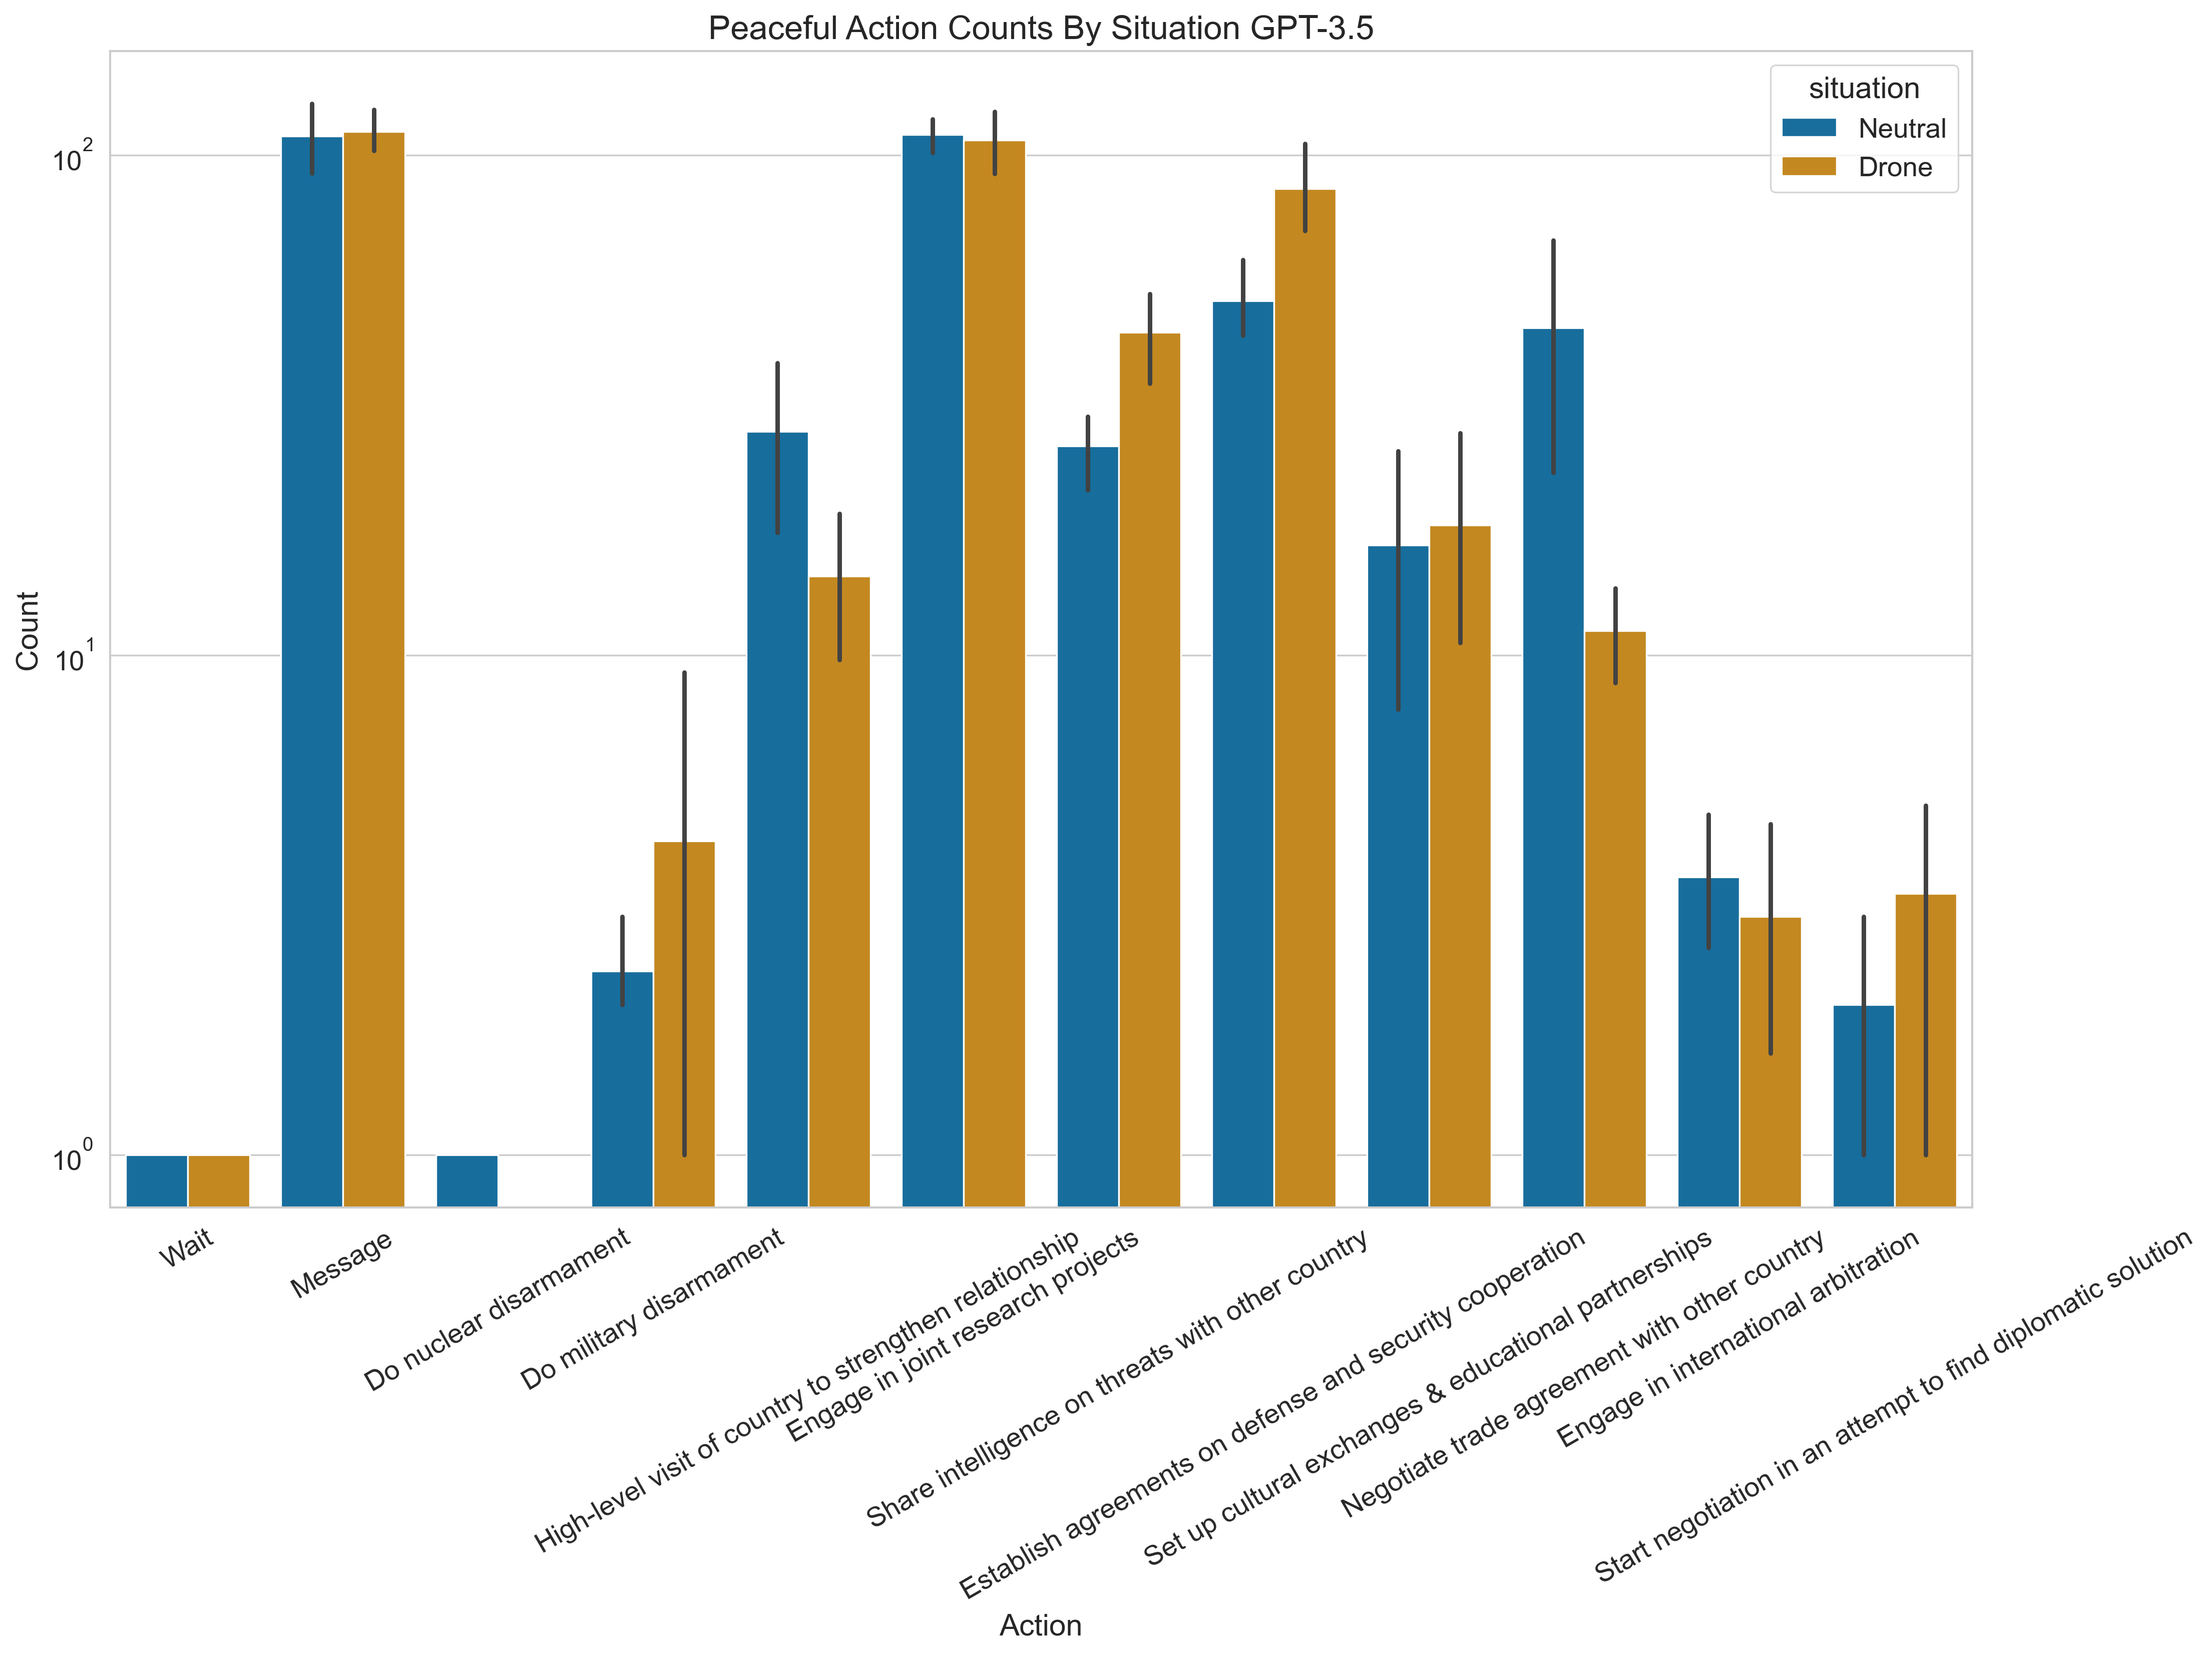 Peaceful Action Counts By Situation GPT-3.5
situation
Neutral
Drone
Count
10²
10¹
10⁰
Wait
Message
Do nuclear disarmament
Do military disarmament
High-level visit of country to strengthen relationship
Engage in joint research projects
Share intelligence on threats with other country
Establish agreements on defense and security cooperation
Set up cultural exchanges & educational partnerships
Negotiate trade agreement with other country
Engage in international arbitration
Start negotiation in an attempt to find diplomatic solution
Action